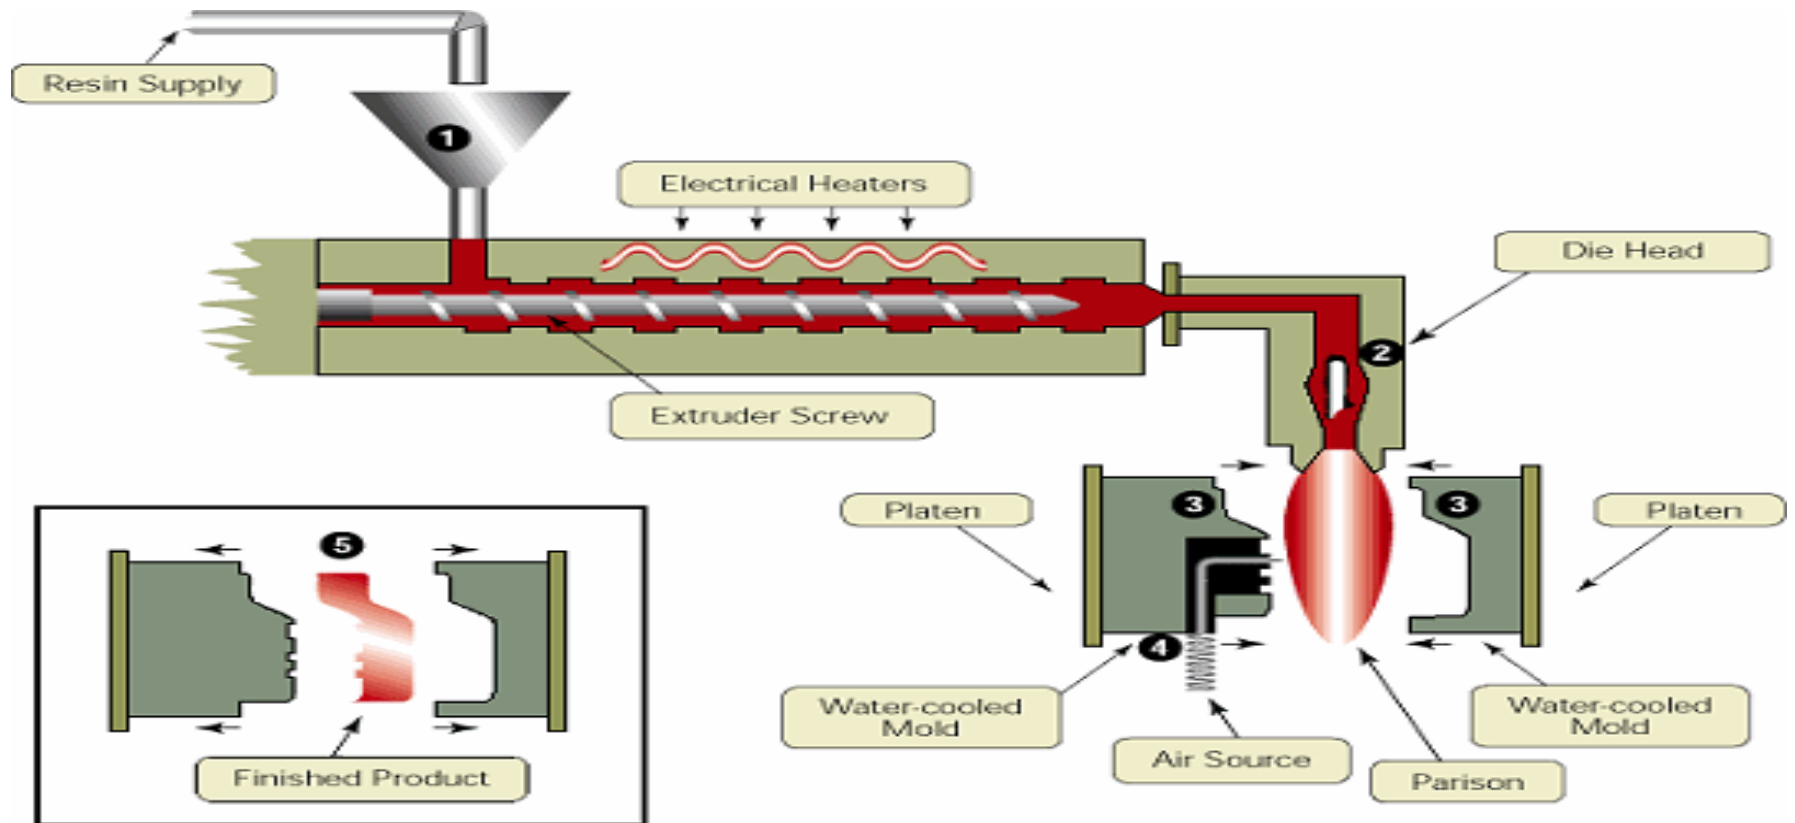 Resin Supply
1
Electrical Heaters
Die Head
2
Extruder Screw
Platen
3
3
Platen
5
4
Water-cooled
Mold
Water-cooled
Mold
Air Source
Parison
Finished Product